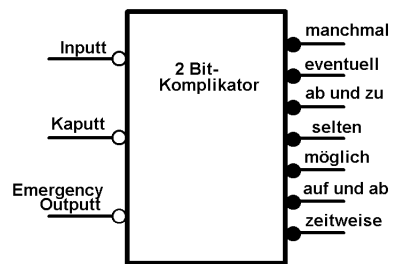 Inputt
Kaputt
Emergency
Outputt
2 Bit-
Komplikator
manchmal
eventuell
ab und zu
selten
möglich
auf und ab
zeitweise